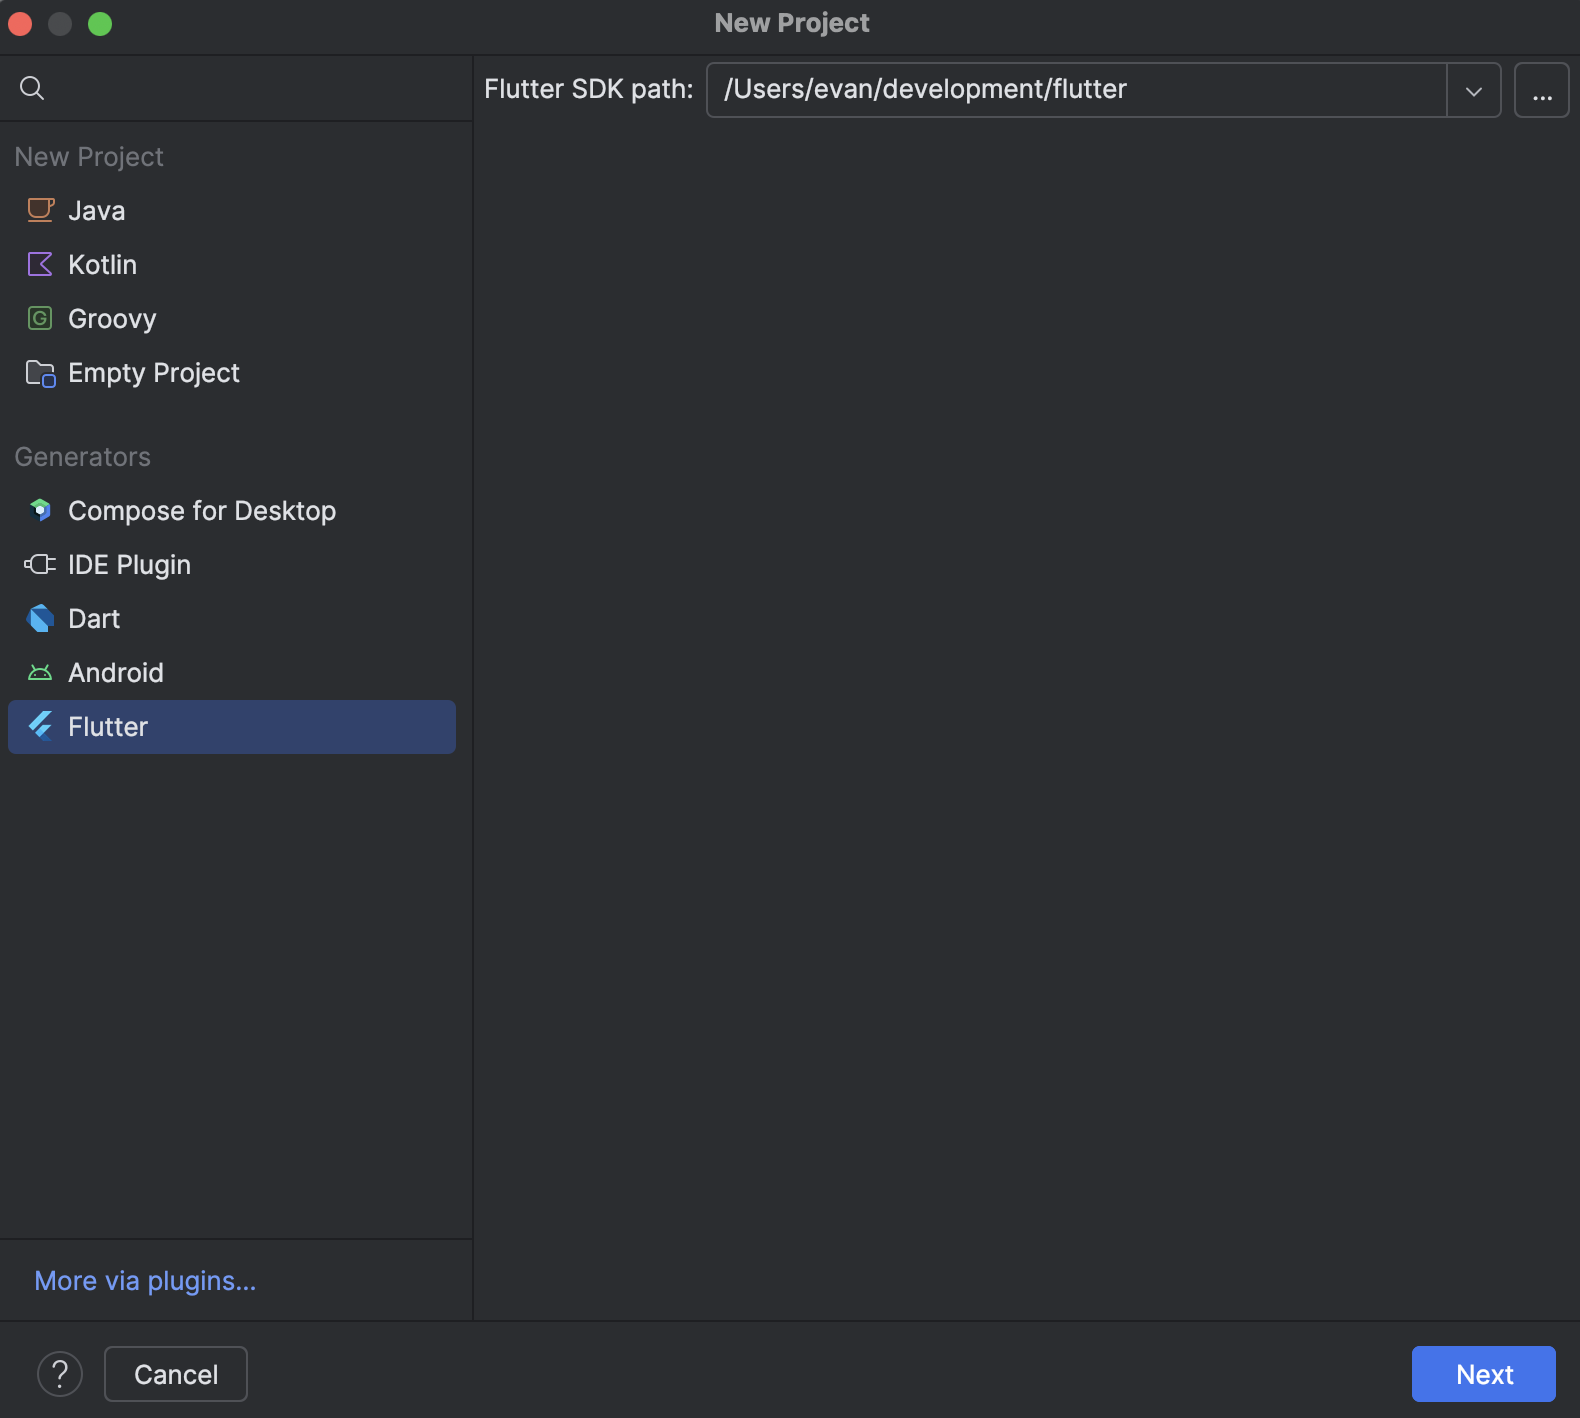 New Project
Flutter SDK path: /Users/evan/development/flutter ...
New Project
Java
Kotlin
G Groovy
Empty Project
Generators
Compose for Desktop
IDE Plugin
Dart
Android
Flutter
More via plugins...
? Cancel Next